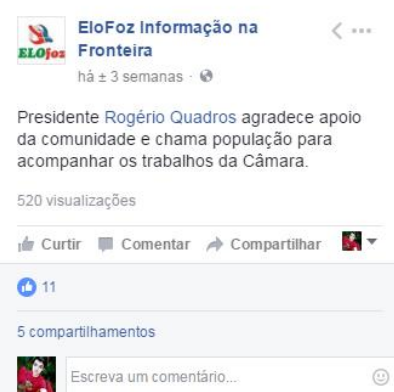 EloFoz Informação na
Fronteira
ELOfoz
há ± 3 semanas ·
Presidente Rogério Quadros agradece apoio
da comunidade e chama população para
acompanhar os trabalhos da Câmara.
520 visualizações
Curtir Comentar Compartilhar
11
5 compartilhamentos
Escreva um comentário...